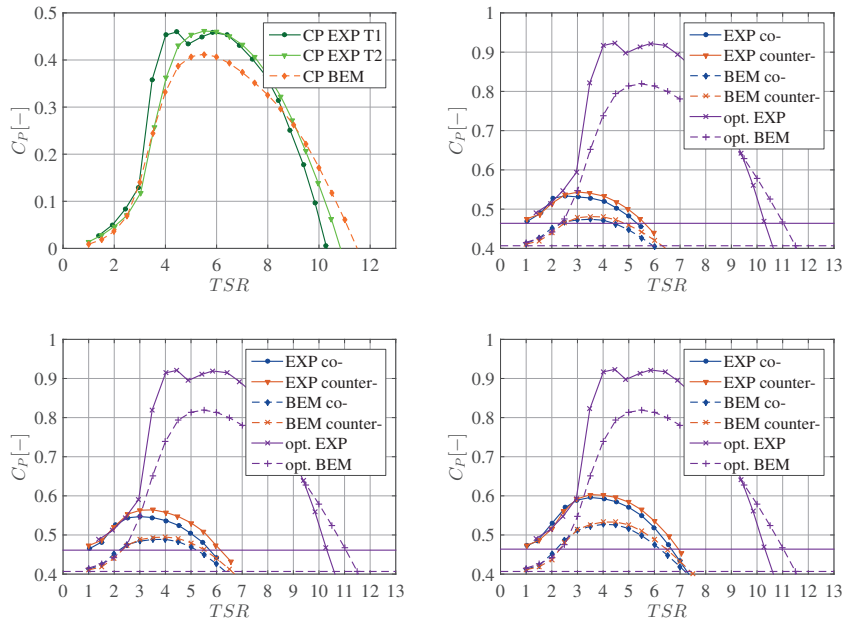 0.5
0.4
0.3
0.2
0.1
0
C_P[−]
0 2 4 6 8 10 12
TSR
CP EXP T1
CP EXP T2
CP BEM
1
0.9
0.8
0.7
0.6
0.5
0.4
C_P[−]
0 1 2 3 4 5 6 7 8 9 10 11 12 13
TSR
EXP co-
EXP counter-
BEM co-
BEM counter-
opt. EXP
opt. BEM
1
0.9
0.8
0.7
0.6
0.5
0.4
C_P[−]
0 1 2 3 4 5 6 7 8 9 10 11 12 13
TSR
EXP co-
EXP counter-
BEM co-
BEM counter-
opt. EXP
opt. BEM
1
0.9
0.8
0.7
0.6
0.5
0.4
C_P[−]
0 1 2 3 4 5 6 7 8 9 10 11 12 13
TSR
EXP co-
EXP counter-
BEM co-
BEM counter-
opt. EXP
opt. BEM